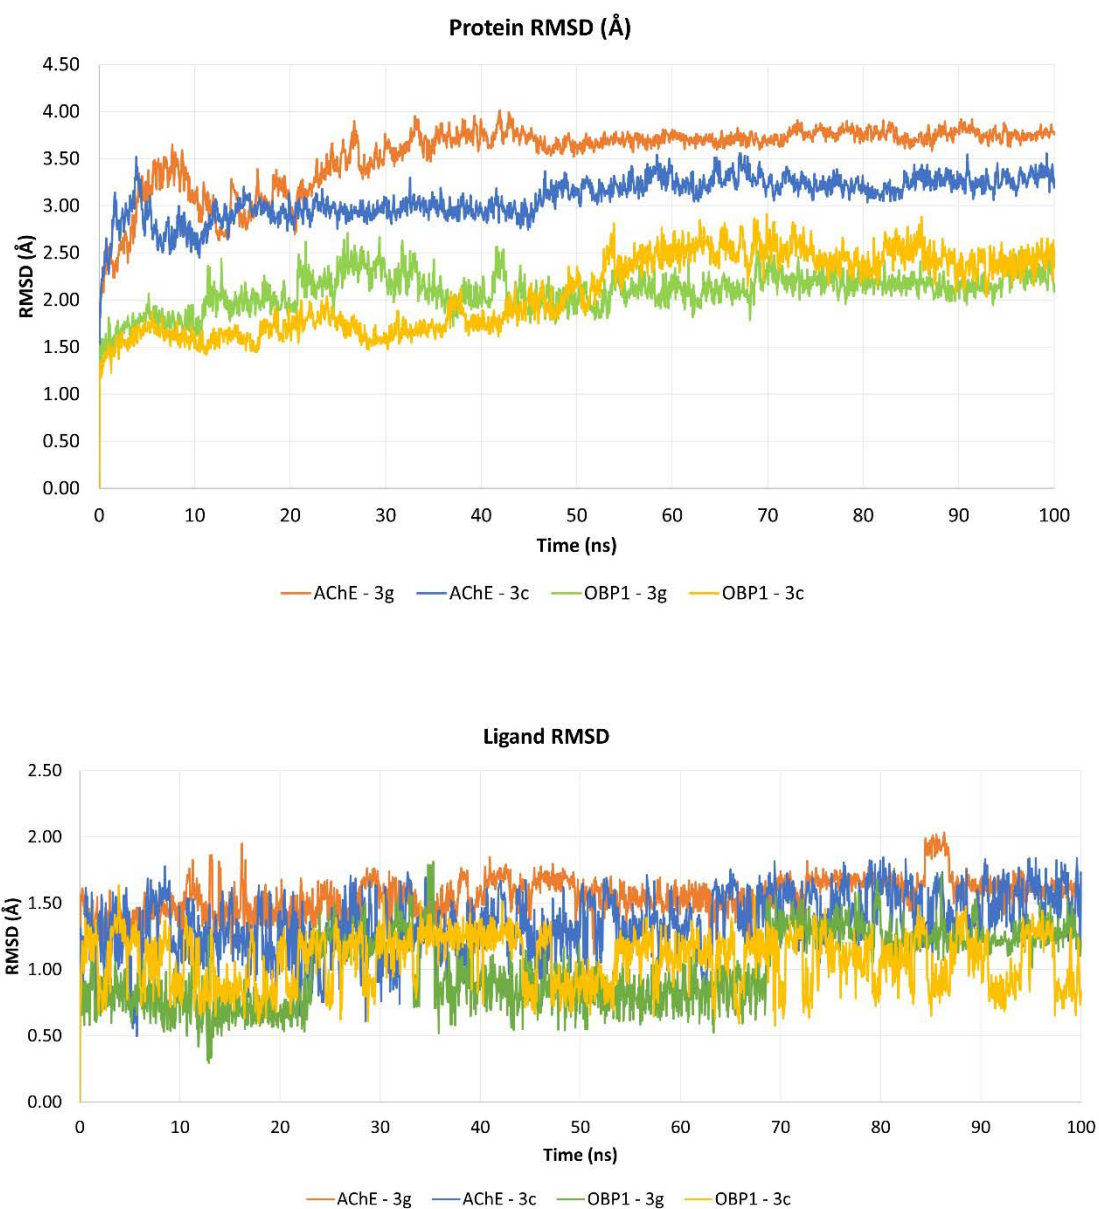 Protein RMSD (Å)
4.50
4.00
3.50
3.00
2.50
2.00
1.50
1.00
0.50
0.00
RMSD (Å)
0 10 20 30 40 50 60 70 80 90 100
Time (ns)
AChE - 3g AChE - 3c OBP1 - 3g OBP1 - 3c
Ligand RMSD
2.50
2.00
1.50
1.00
0.50
0.00
RMSD (Å)
0 10 20 30 40 50 60 70 80 90 100
Time (ns)
AChE - 3g AChE - 3c OBP1 - 3g OBP1 - 3c